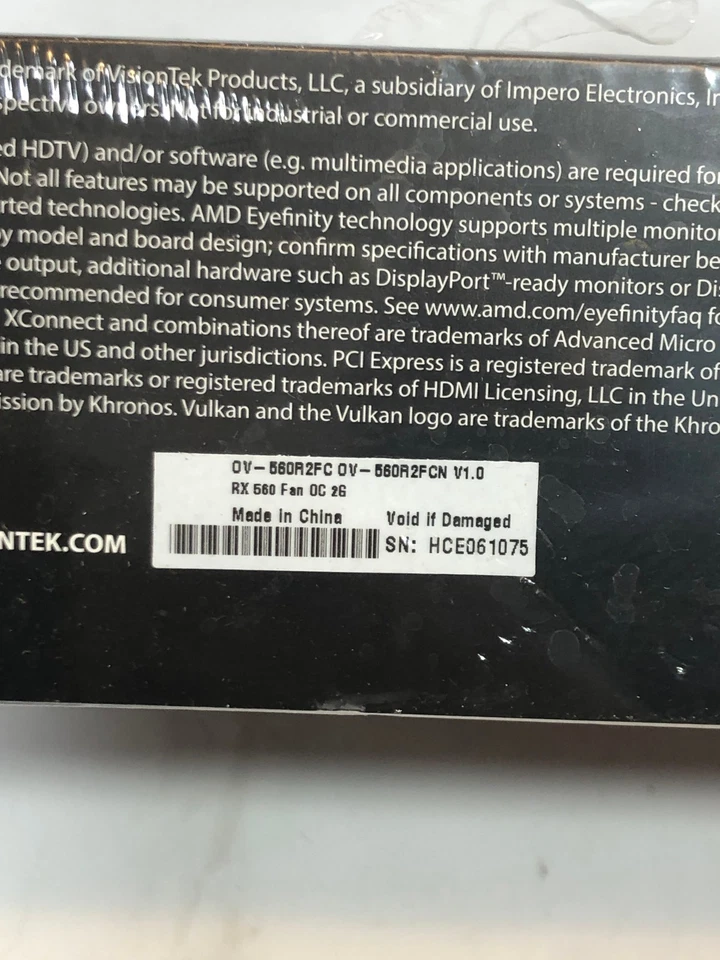 demark of VisionTek Products, LLC, a subsidiary of Impero Electronics, In
spective owners. Not for industrial or commercial use.
ed HDTV) and/or software (e.g. multimedia applications) are required for
Not all features may be supported on all components or systems - check
rted technologies. AMD Eyefinity technology supports multiple monitor
y model and board design; confirm specifications with manufacturer be
output, additional hardware such as DisplayPort™-ready monitors or Dis
recommended for consumer systems. See www.amd.com/eyefinityfaq fo
XConnect and combinations thereof are trademarks of Advanced Micro
in the US and other jurisdictions. PCI Express is a registered trademark of
are trademarks or registered trademarks of HDMI Licensing, LLC in the Un
ission by Khronos. Vulkan and the Vulkan logo are trademarks of the Khro
OV-560R2FC OV-560R2FCN V1.0
RX 560 Fan OC 2G
Made in China Void if Damaged
SN: HCE061075
NTEK.COM